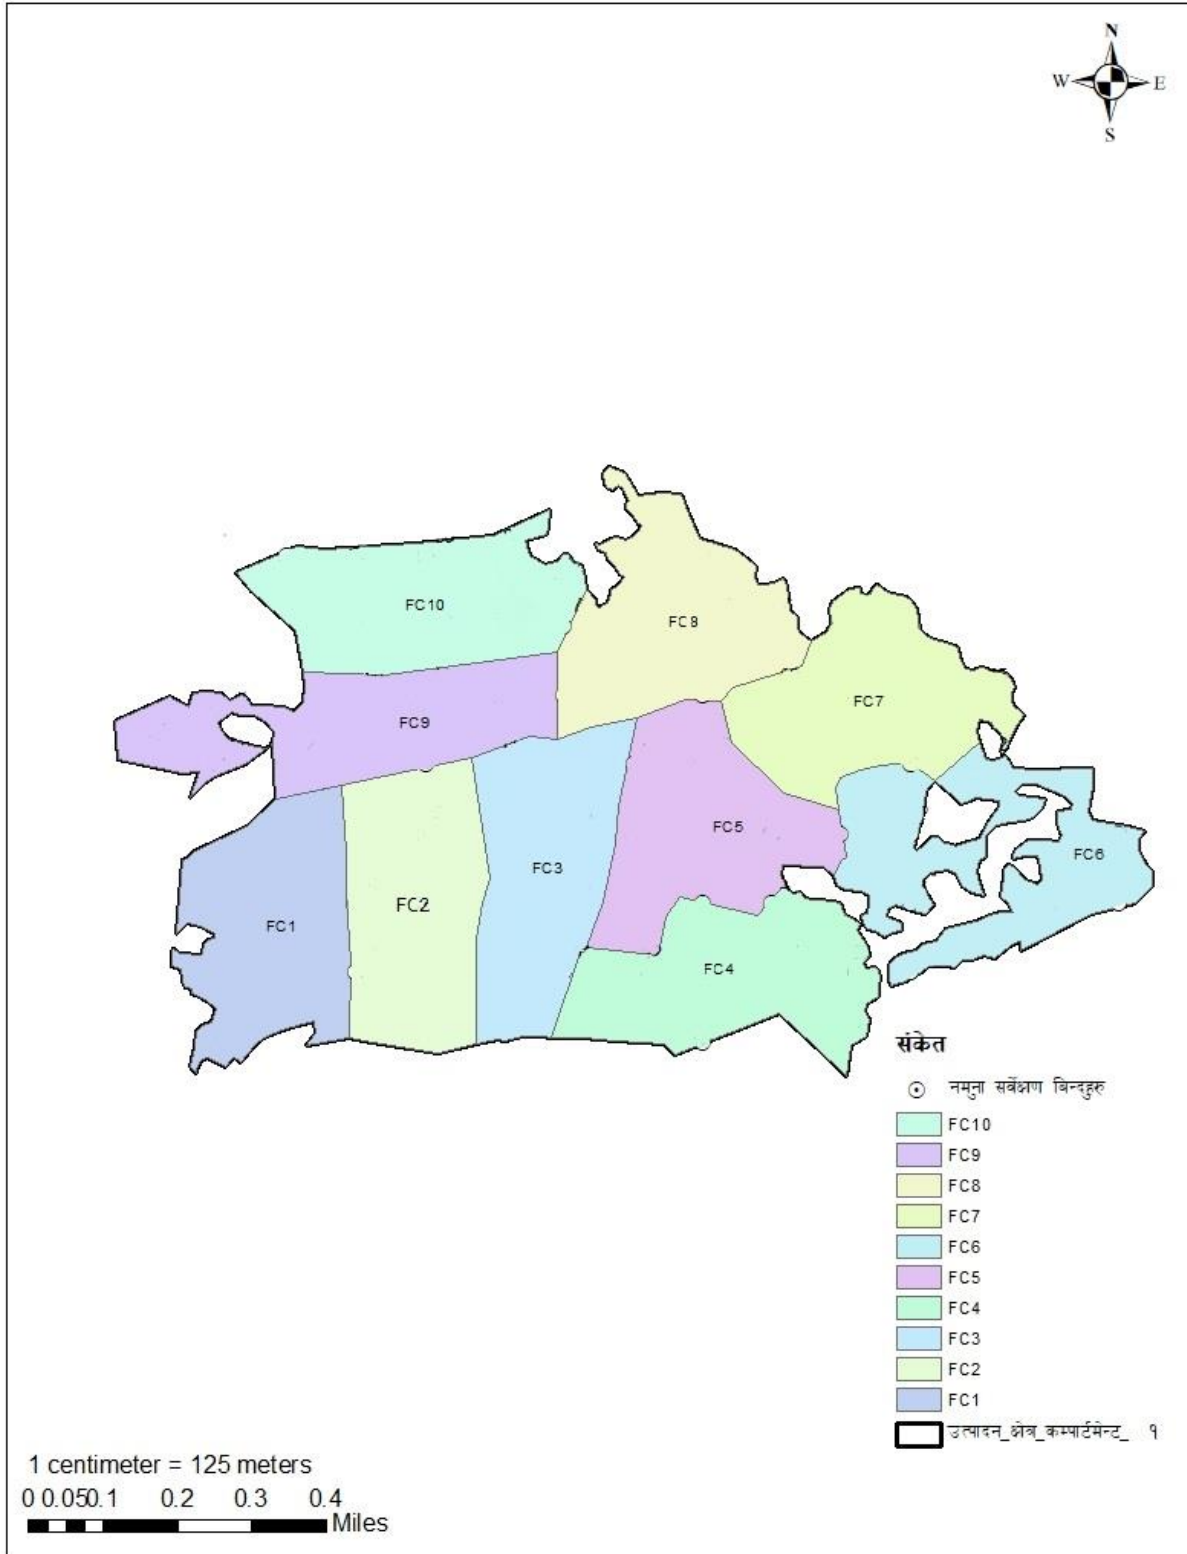 N
W E
S
FC10
FC8
FC7
FC9
FC5
FC6
FC3
FC2
FC1
FC4
संकेत
नमुना सर्वेक्षण बिन्दुहरु
FC10
FC9
FC8
FC7
FC6
FC5
FC4
FC3
FC2
FC1
उत्पादन_क्षेत्र_कम्पार्टमेन्ट_ १
1 centimeter = 125 meters
0 0.050.1 0.2 0.3 0.4
Miles